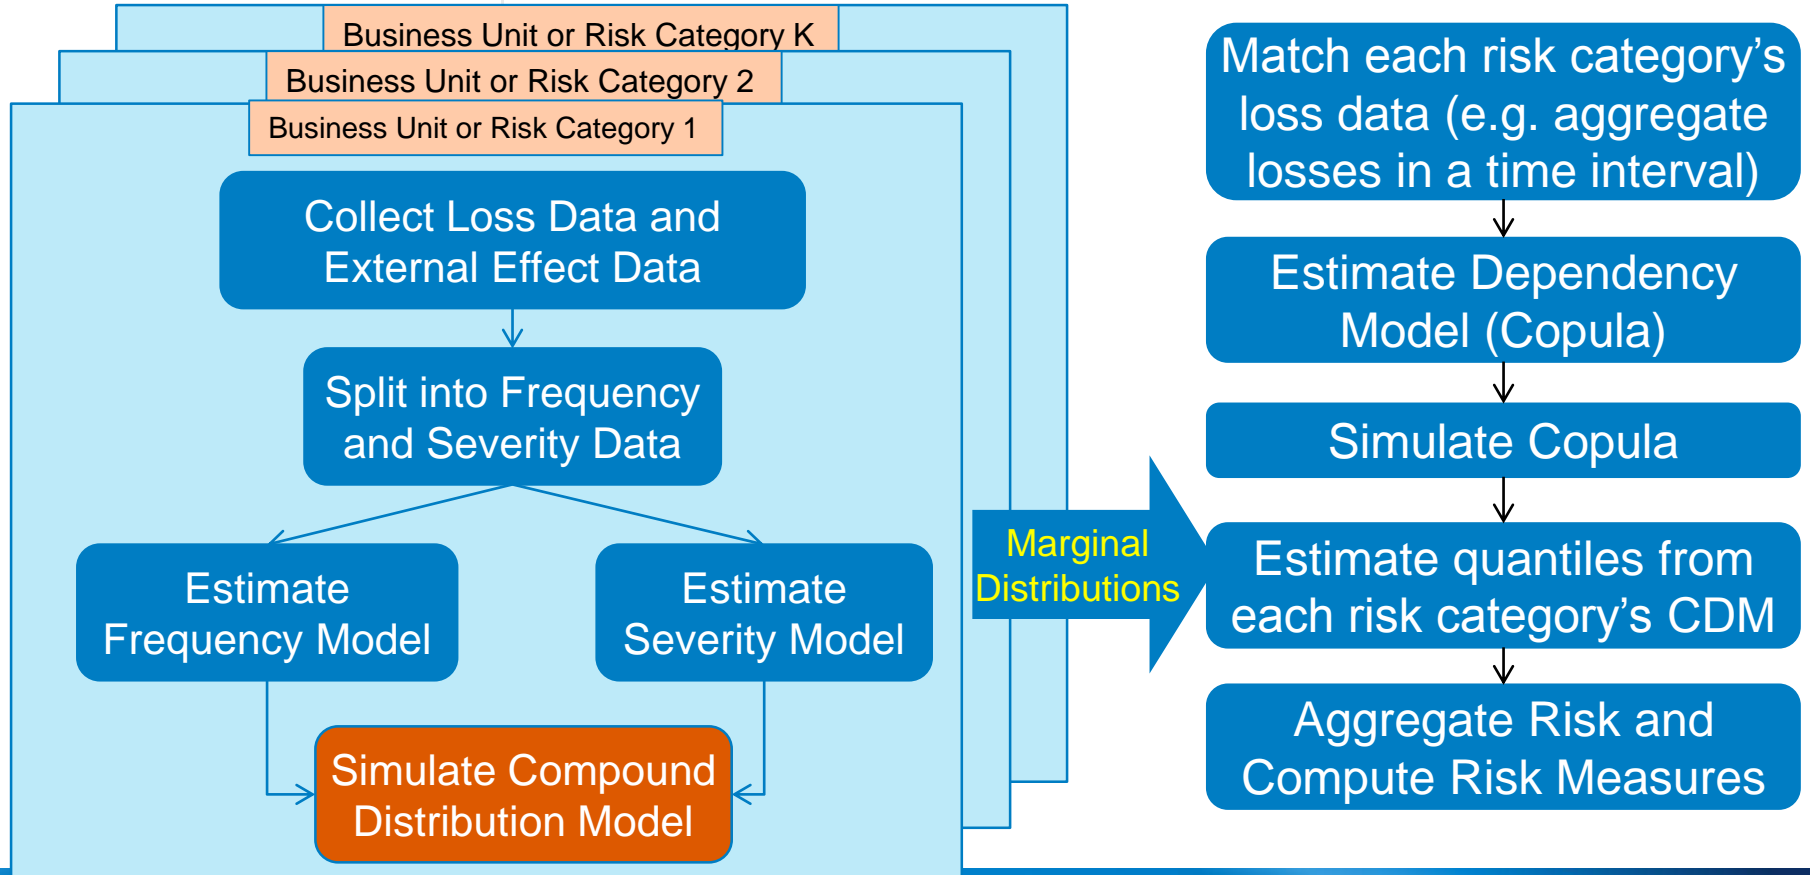 Business Unit or Risk Category K
Business Unit or Risk Category 2
Business Unit or Risk Category 1
Collect Loss Data and
External Effect Data
Split into Frequency
and Severity Data
Estimate
Frequency Model
Estimate
Severity Model
Simulate Compound
Distribution Model
Marginal
Distributions
Match each risk category’s
loss data (e.g. aggregate
losses in a time interval)
Estimate Dependency
Model (Copula)
Simulate Copula
Estimate quantiles from
each risk category’s CDM
Aggregate Risk and
Compute Risk Measures